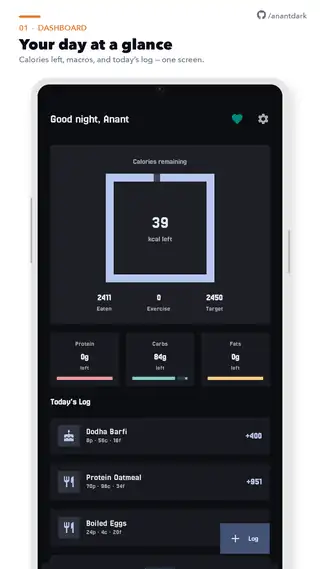 /anantdark
01 · DASHBOARD
Your day at a glance
Calories left, macros, and today's log — one screen.
Good night, Anant
Calories remaining
39
kcal left
2411 0 2450
Eaten Exercise Target
Protein Carbs Fats
0g 84g 0g
left left left
Today's Log
Dodha Barfi
8p · 56c · 18f
+400
Protein Oatmeal
70p · 96c · 34f
+951
Boiled Eggs
24p · 4c · 20f
+ Log